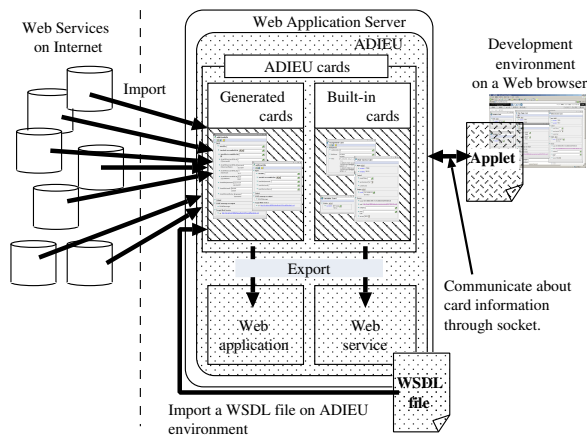 Web Services
on Internet
Import
Web Application Server
ADIEU
ADIEU cards
Generated
cards
Built-in
cards
Export
Web
application
Web
service
Development
environment
on a Web browser
Applet
Communicate about
card information
through socket.
WSDL
file
Import a WSDL file on ADIEU
environment